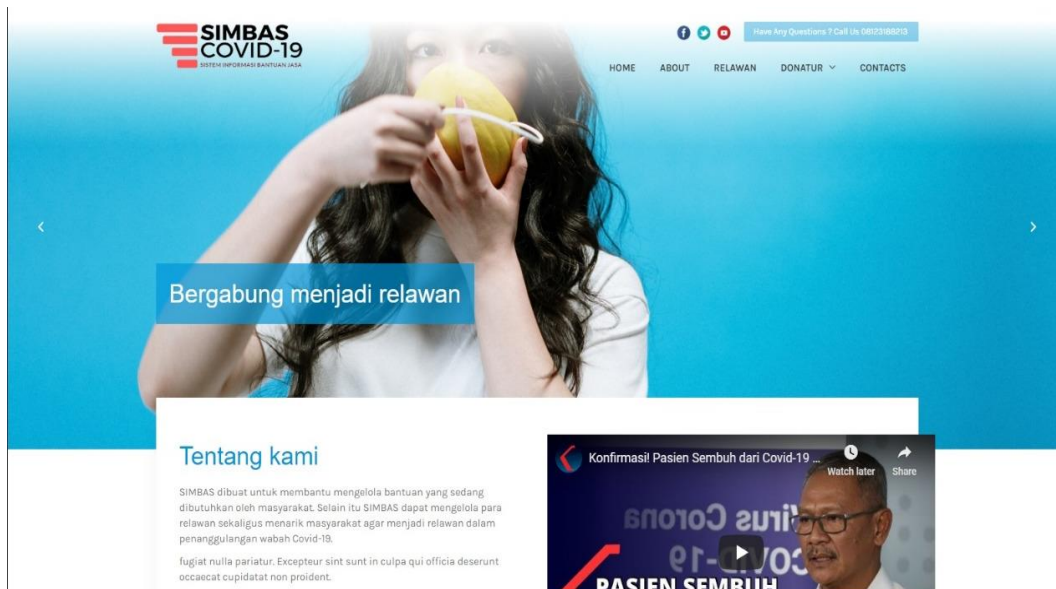 SIMBAS
COVID-19
SISTEM INFORMASI BANTUAN JASA
Have Any Questions ? Call Us 08123188213
HOME ABOUT RELAWAN DONATUR CONTACTS
Bergabung menjadi relawan
Tentang kami
SIMBAS dibuat untuk membantu mengelola bantuan yang sedang
dibutuhkan oleh masyarakat. Selain itu SIMBAS dapat mengelola para
relawan sekaligus menarik masyarakat agar menjadi relawan dalam
penanggulangan wabah Covid-19.
fugiat nulla pariatur. Excepteur sint sunt in culpa qui officia deserunt
occaecat cupidatat non proident.
Konfirmasi! Pasien Sembuh dari Covid-19 ...
Watch later Share
Virus Corona
COVID-19
PASIEN SEMBUH